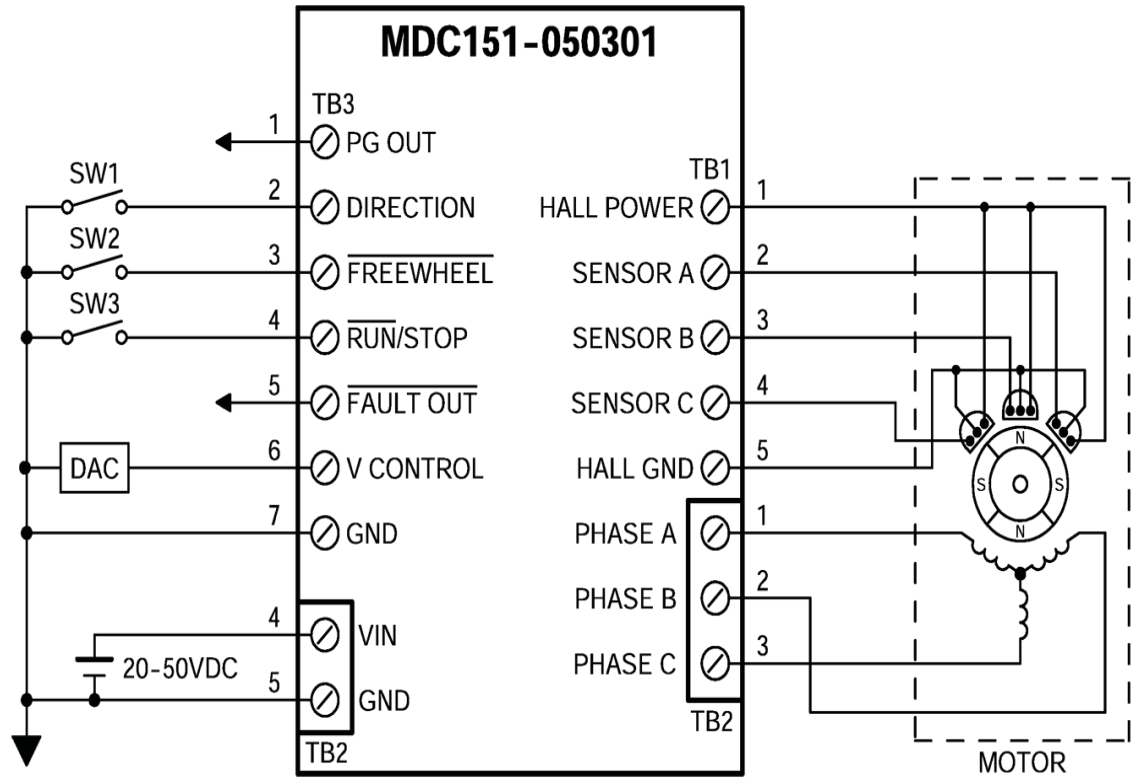 MDC151-050301
TB3
1 PG OUT
SW1
2 DIRECTION
SW2
3 FREEWHEEL
SW3
4 RUN/STOP
5 FAULT OUT
DAC
6 V CONTROL
7 GND
4 VIN
20-50VDC
5 GND
TB2
TB1
HALL POWER 1
SENSOR A 2
SENSOR B 3
SENSOR C 4
HALL GND 5
PHASE A 1
PHASE B 2
PHASE C 3
TB2
N
S S
N
MOTOR